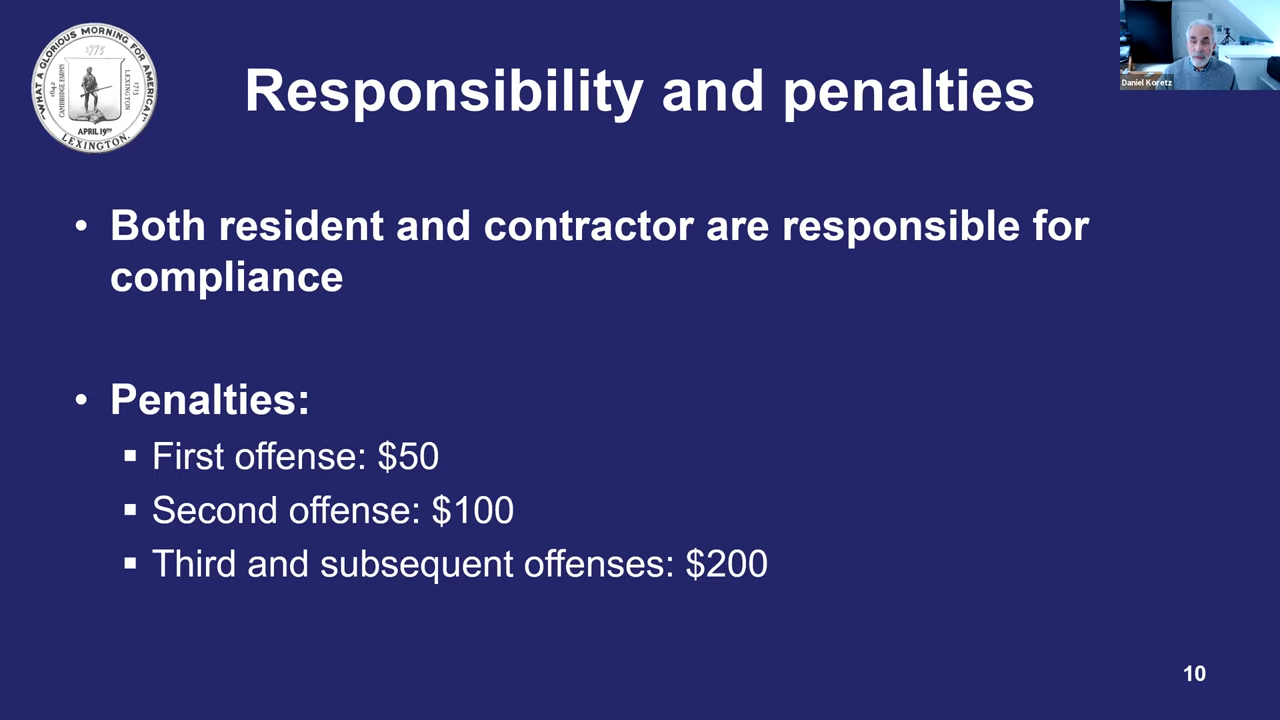 "WHAT A GLORIOUS MORNING FOR AMERICA!"
1775
1642
CAMBRIDGE FARMS
LEXINGTON
1713
APRIL 19TH
LEXINGTON.
Responsibility and penalties
Daniel Koretz
• Both resident and contractor are responsible for
compliance
• Penalties:
▪ First offense: $50
▪ Second offense: $100
▪ Third and subsequent offenses: $200
10